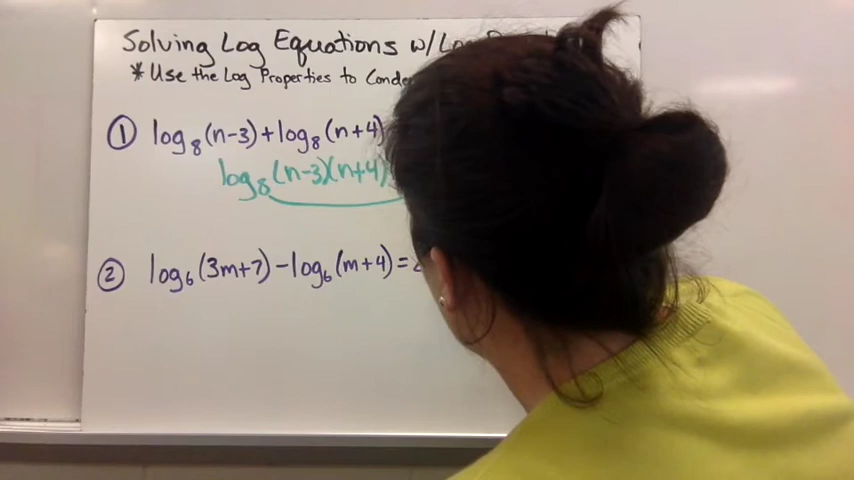 Solving Log Equations w/Log
* Use the Log Properties to
① log₈(n-3)+log₈(n+4)
log₈(n-3)(n+4)
② log₆(3m+7)-log₆(m+4)=